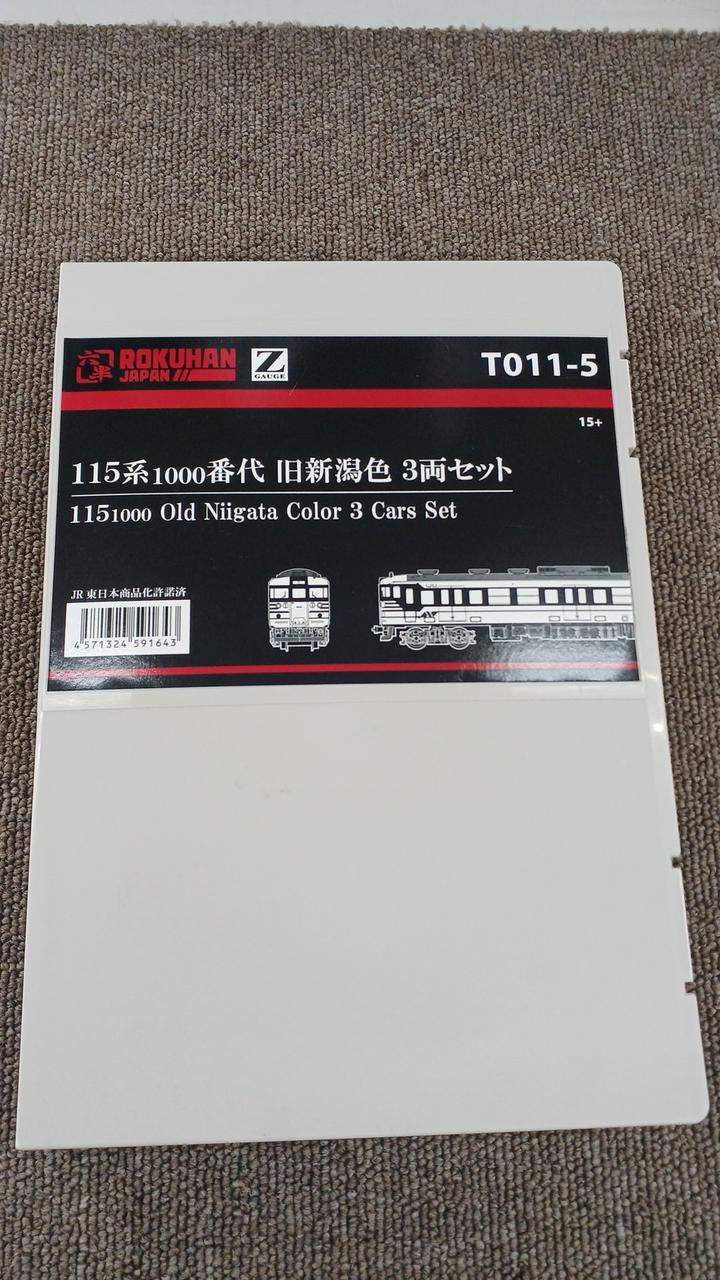 六半 ROKUHAN JAPAN
Z GAUGE
T011-5
15+
115系1000番代 旧新潟色 3両セット
1151000 Old Niigata Color 3 Cars Set
JR東日本商品化許諾済
4571324591643